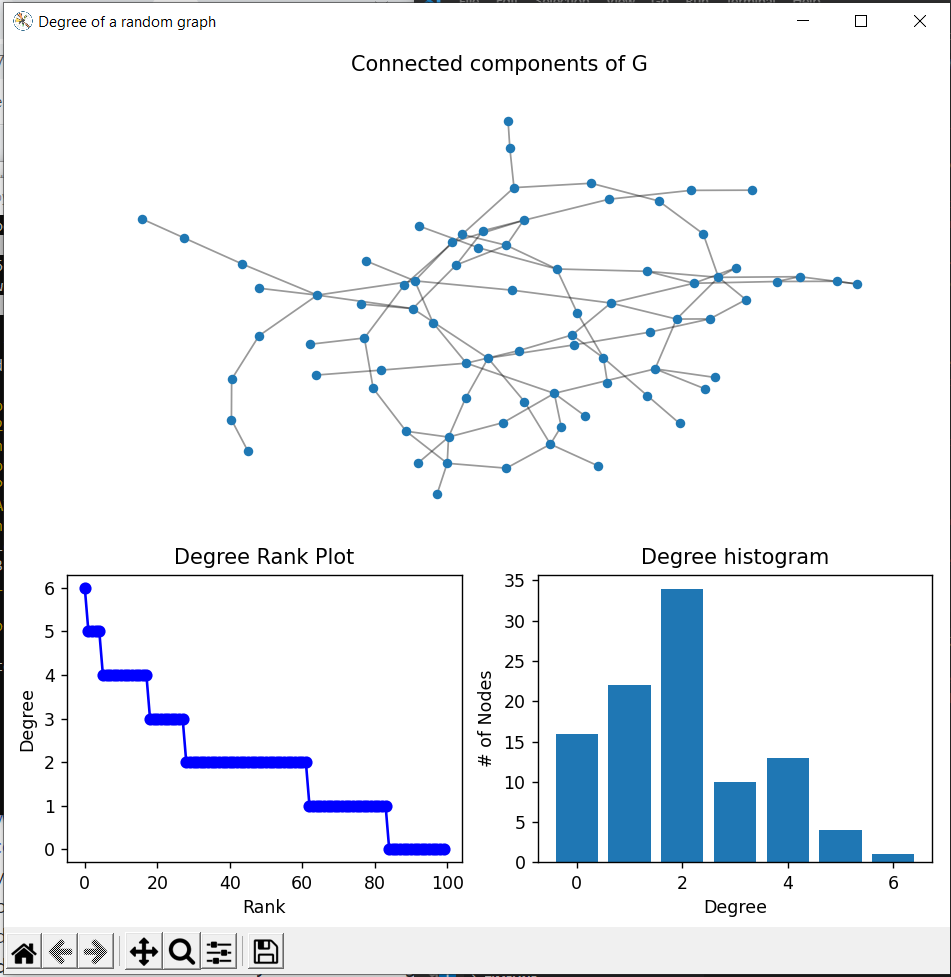 Degree of a random graph
Connected components of G
Degree Rank Plot
6
5
4
3
2
1
0
Degree
0 20 40 60 80 100
Rank
Degree histogram
35
30
25
20
15
10
5
0
# of Nodes
0 2 4 6
Degree